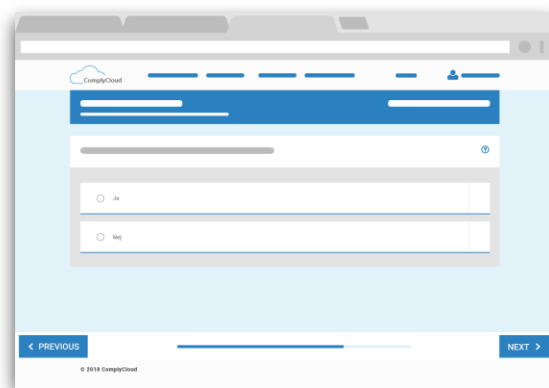 ComplyCloud
Ja
Nej
PREVIOUS
NEXT
© 2018 ComplyCloud